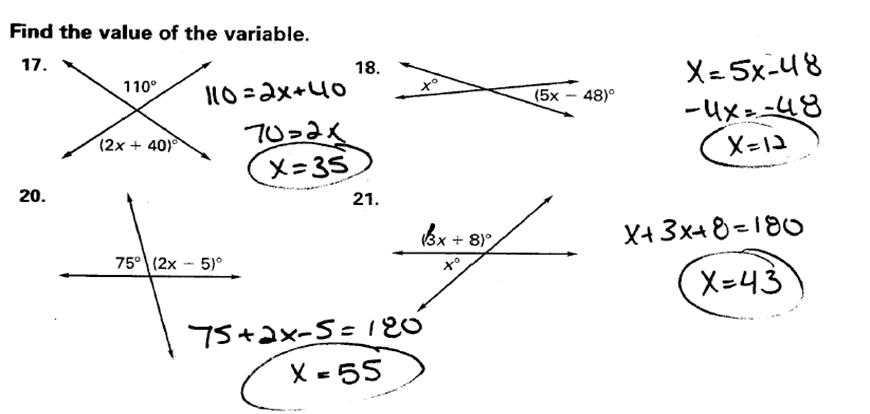 Find the value of the variable.
17.
110°
(2x + 40)°
110=2x+40
70=2x
x=35
18.
x°
(5x − 48)°
x=5x-48
-4x=-48
x=12
20.
75°
(2x − 5)°
75+2x-5=180
x=55
21.
(3x + 8)°
x°
x+3x+8=180
x=43